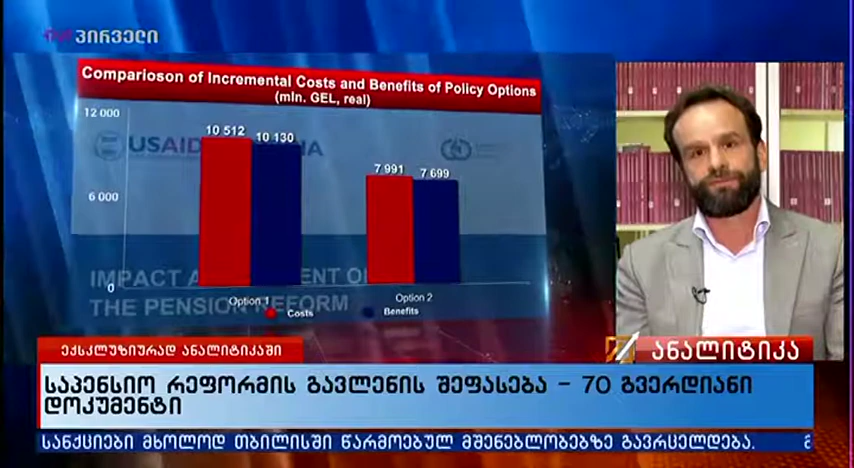 პირველი
Comparioson of Incremental Costs and Benefits of Policy Options
(mln. GEL, real)
12 000
6 000
0
10 512
10 130
7 991
7 699
USAID
IMPACT
THE PENSION REFORM
Option 1
Option 2
Costs
Benefits
ექსკლუზიურად ანალიტიკაში
ანალიტიკა
საპენსიო რეფორმის გავლენის შეფასება - 70 გვერდიანი
დოკუმენტი
სანქციები მხოლოდ თბილისში წარმოებულ მშენებლობებზე გავრცელდება.